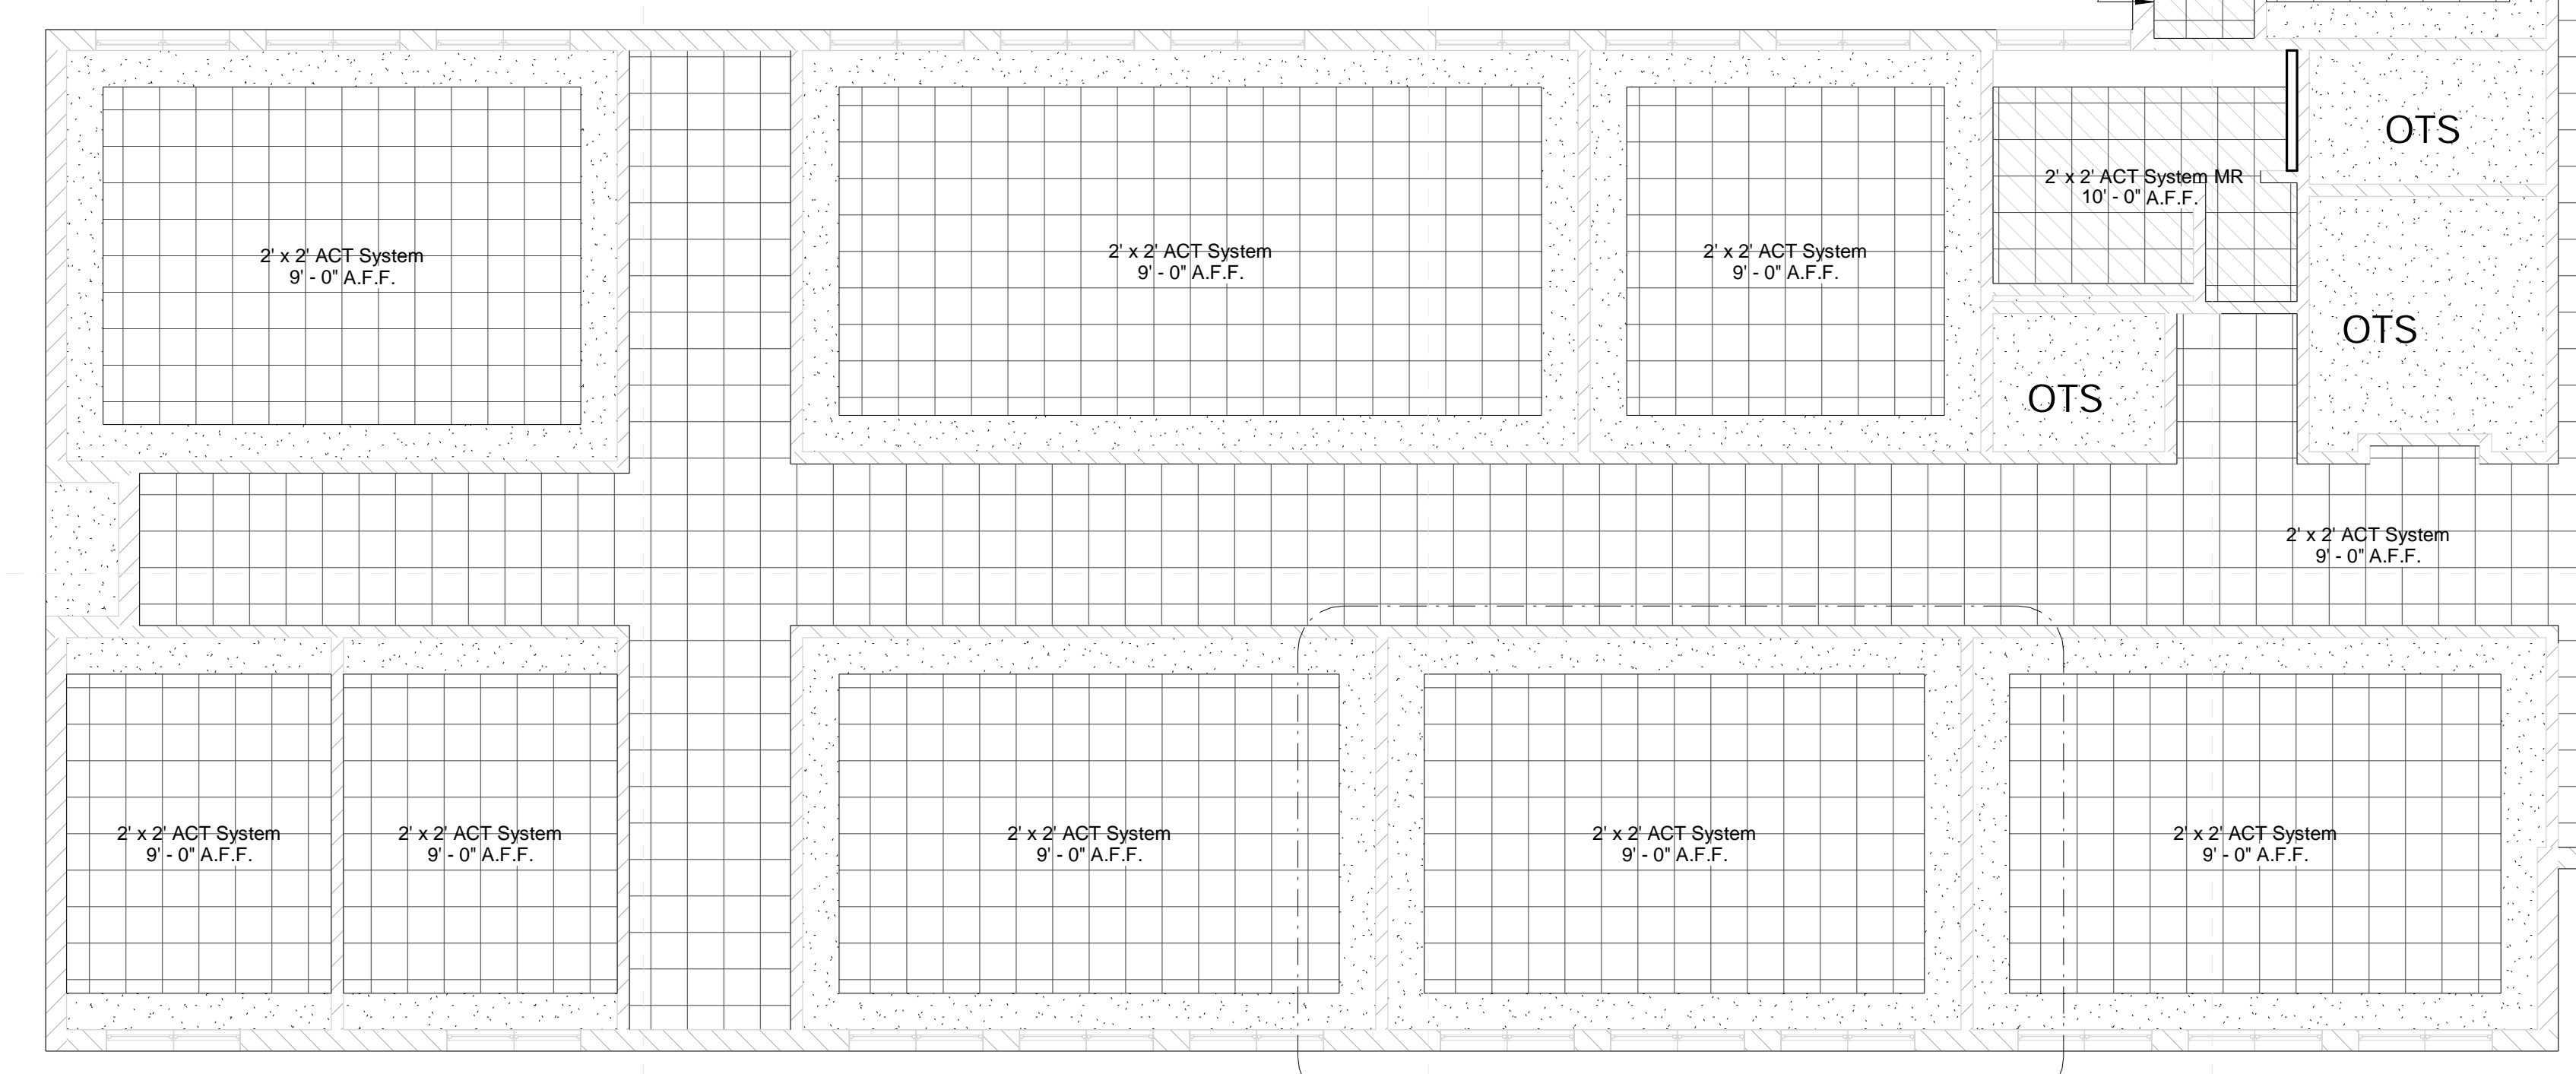 OTS
2' x 2' ACT System MR
10' - 0" A.F.F.
2' x 2' ACT System
9' - 0" A.F.F.
2' x 2' ACT System
9' - 0" A.F.F.
2' x 2' ACT System
9' - 0" A.F.F.
OTS
OTS
2' x 2' ACT System
9' - 0" A.F.F.
2' x 2' ACT System
9' - 0" A.F.F.
2' x 2' ACT System
9' - 0" A.F.F.
2' x 2' ACT System
9' - 0" A.F.F.
2' x 2' ACT System
9' - 0" A.F.F.
2' x 2' ACT System
9' - 0" A.F.F.